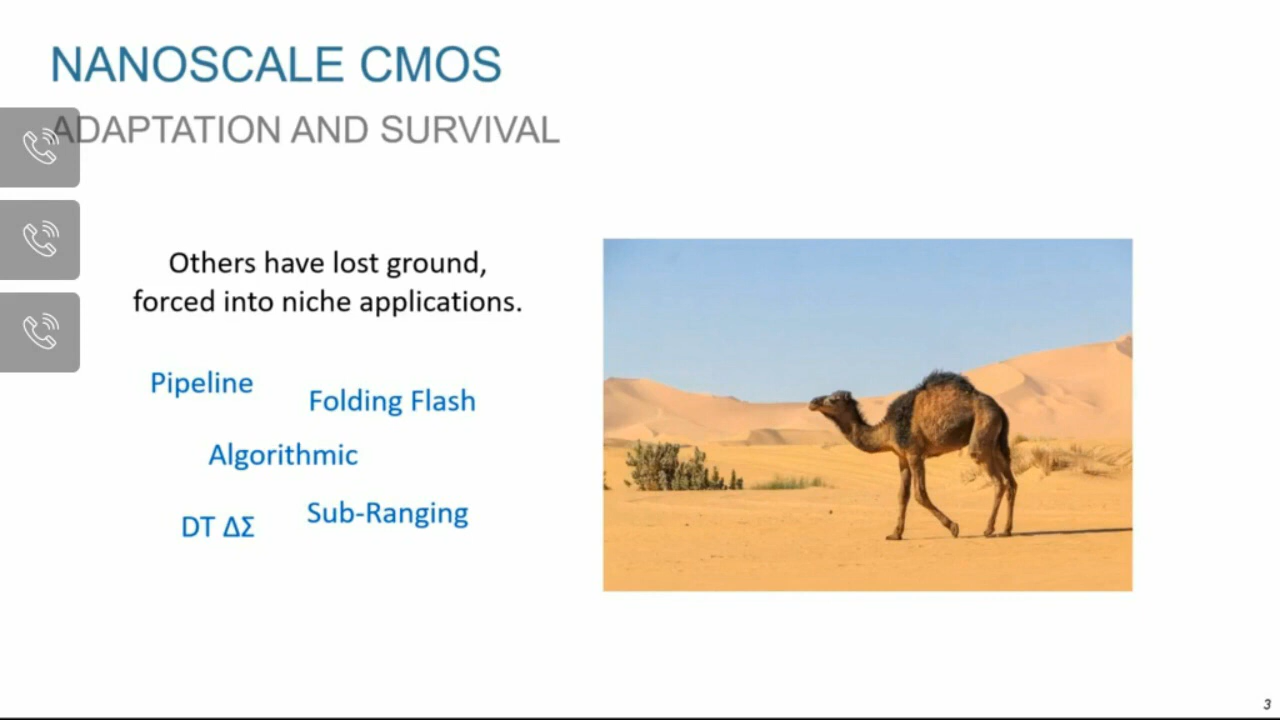 NANOSCALE CMOS
ADAPTATION AND SURVIVAL
Others have lost ground,
forced into niche applications.
Pipeline
Folding Flash
Algorithmic
Sub-Ranging
DT ΔΣ
3